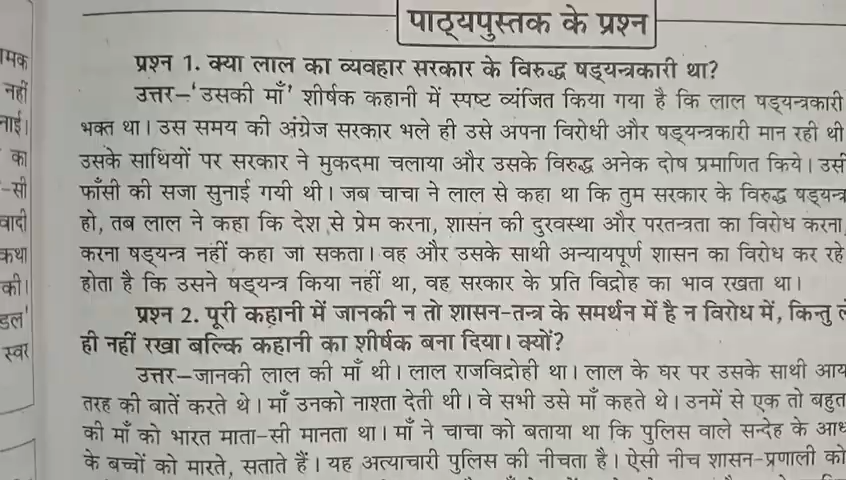 पाठ्यपुस्तक के प्रश्न
प्रश्न 1. क्या लाल का व्यवहार सरकार के विरुद्ध षड्यन्त्रकारी था?
उत्तर–'उसकी माँ' शीर्षक कहानी में स्पष्ट व्यंजित किया गया है कि लाल षड्यन्त्रकारी
भक्त था। उस समय की अंग्रेज सरकार भले ही उसे अपना विरोधी और षड्यन्त्रकारी मान रही थी
उसके साथियों पर सरकार ने मुकदमा चलाया और उसके विरुद्ध अनेक दोष प्रमाणित किये। उसे
फाँसी की सजा सुनाई गयी थी। जब चाचा ने लाल से कहा था कि तुम सरकार के विरुद्ध षड्यन्त्र
हो, तब लाल ने कहा कि देश से प्रेम करना, शासन की दुरवस्था और परतन्त्रता का विरोध करना,
करना षड्यन्त्र नहीं कहा जा सकता। वह और उसके साथी अन्यायपूर्ण शासन का विरोध कर रहे
होता है कि उसने षड्यन्त्र किया नहीं था, वह सरकार के प्रति विद्रोह का भाव रखता था।
प्रश्न 2. पूरी कहानी में जानकी न तो शासन-तन्त्र के समर्थन में है न विरोध में, किन्तु
ही नहीं रखा बल्कि कहानी का शीर्षक बना दिया। क्यों?
उत्तर–जानकी लाल की माँ थी। लाल राजविद्रोही था। लाल के घर पर उसके साथी आय
तरह की बातें करते थे। माँ उनको नाश्ता देती थी। वे सभी उसे माँ कहते थे। उनमें से एक तो बहुत
की माँ को भारत माता-सी मानता था। माँ ने चाचा को बताया था कि पुलिस वाले सन्देह के आध
के बच्चों को मारते, सताते हैं। यह अत्याचारी पुलिस की नीचता है। ऐसी नीच शासन-प्रणाली को
नहीं
नाई।
का
-सी
वादी
कथा
की।
डल'
स्वर